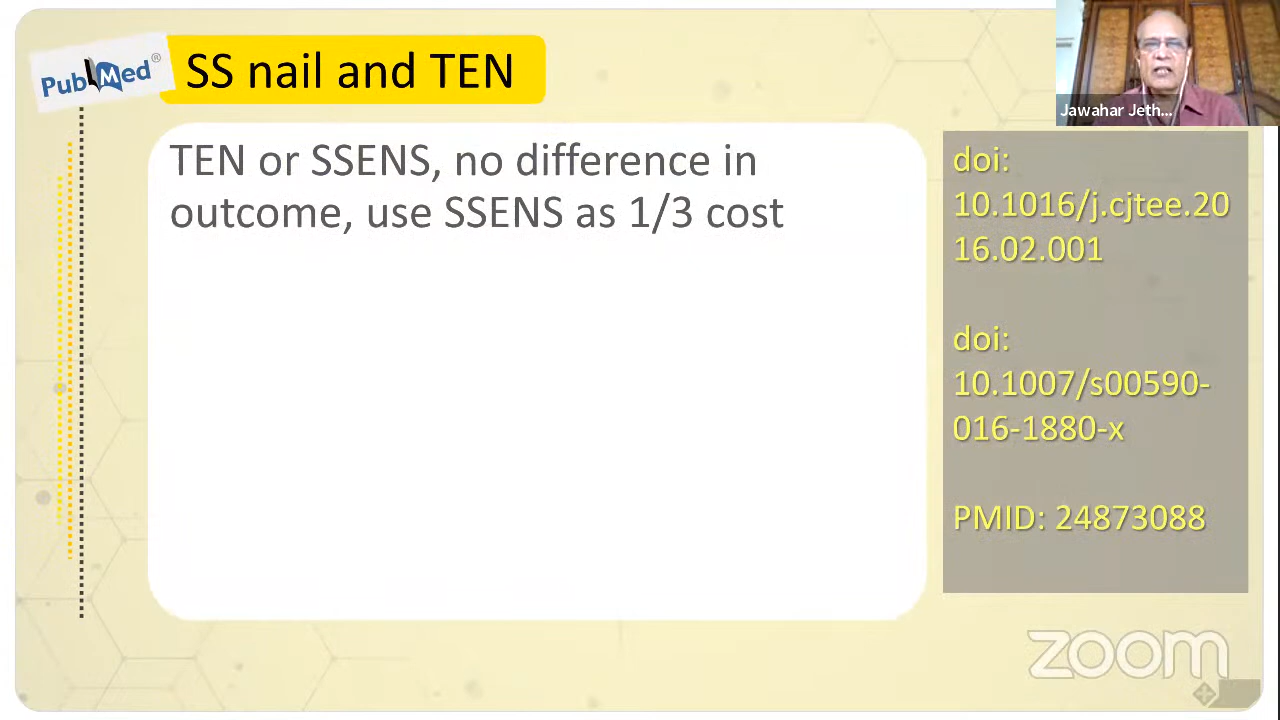 PubMed®
SS nail and TEN
Jawahar Jeth...
TEN or SSENS, no difference in
outcome, use SSENS as 1/3 cost
doi:
10.1016/j.cjtee.20
16.02.001
doi:
10.1007/s00590-
016-1880-x
PMID: 24873088
zoom